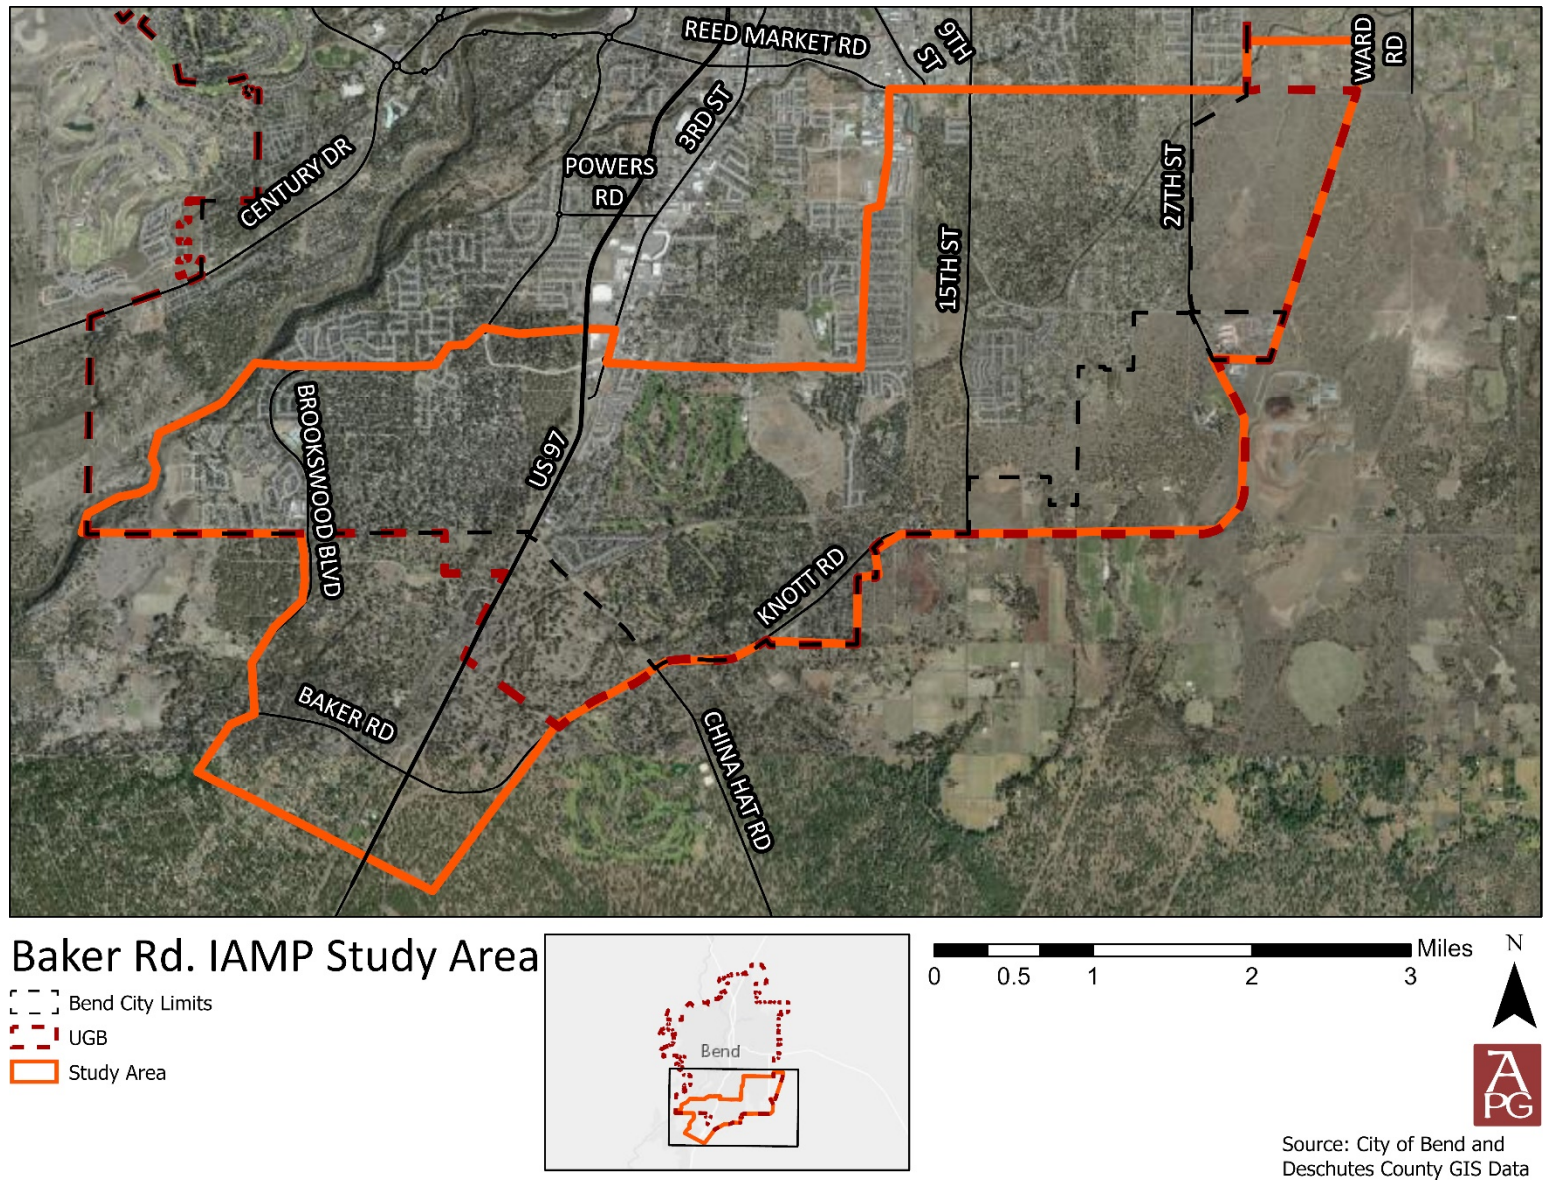 REED MARKET RD
9TH
ST
WARD
RD
3RD ST
CENTURY DR
POWERS
RD
27TH ST
15TH ST
BROOKSWOOD BLVD
US 97
KNOTT RD
BAKER RD
CHINA HAT RD
Baker Rd. IAMP Study Area
Bend City Limits
UGB
Study Area
Bend
Miles
0 0.5 1 2 3
N
A
PG
Source: City of Bend and
Deschutes County GIS Data